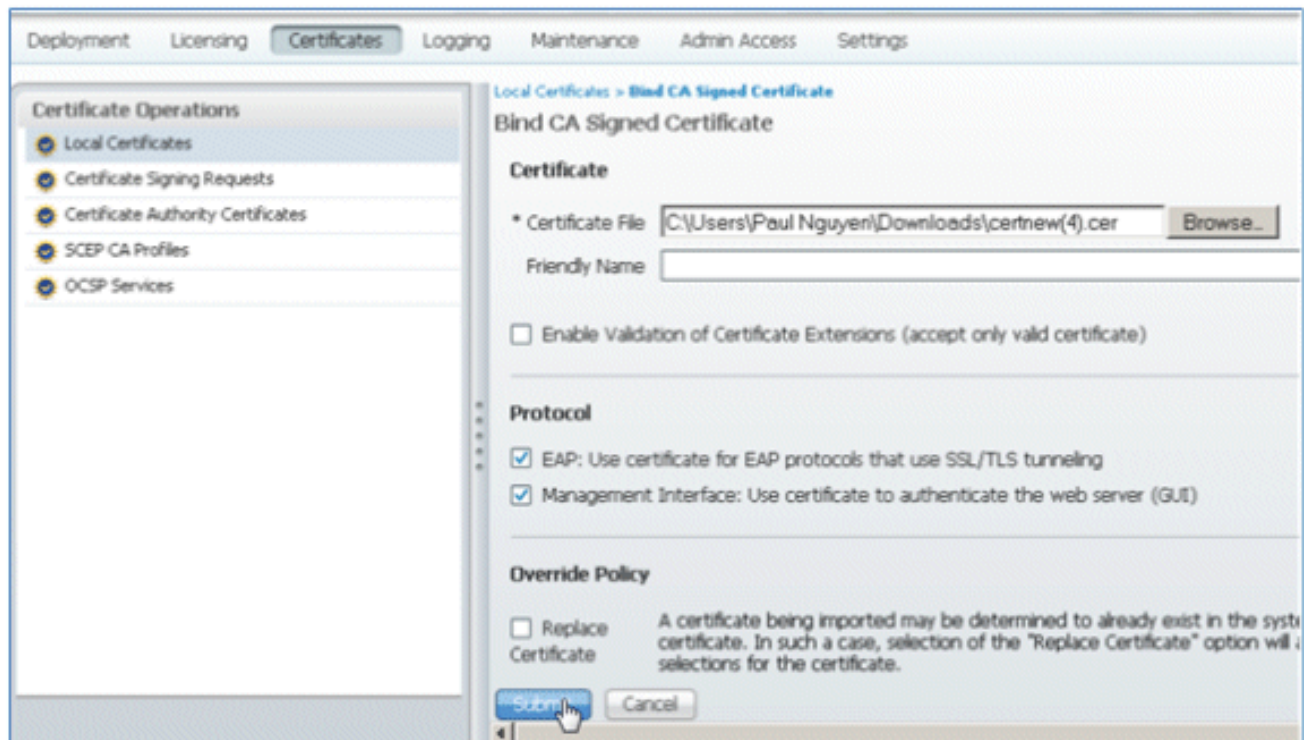 Deployment Licensing Certificates Logging Maintenance Admin Access Settings
Certificate Operations
Local Certificates
Certificate Signing Requests
Certificate Authority Certificates
SCEP CA Profiles
OCSP Services
Local Certificates > Bind CA Signed Certificate
Bind CA Signed Certificate
Certificate
* Certificate File C:\Users\Paul Nguyen\Downloads\certnew(4).cer Browse...
Friendly Name
Enable Validation of Certificate Extensions (accept only valid certificate)
Protocol
EAP: Use certificate for EAP protocols that use SSL/TLS tunneling
Management Interface: Use certificate to authenticate the web server (GUI)
Override Policy
Replace Certificate
A certificate being imported may be determined to already exist in the syste
certificate. In such a case, selection of the "Replace Certificate" option will a
selections for the certificate.
Submit Cancel